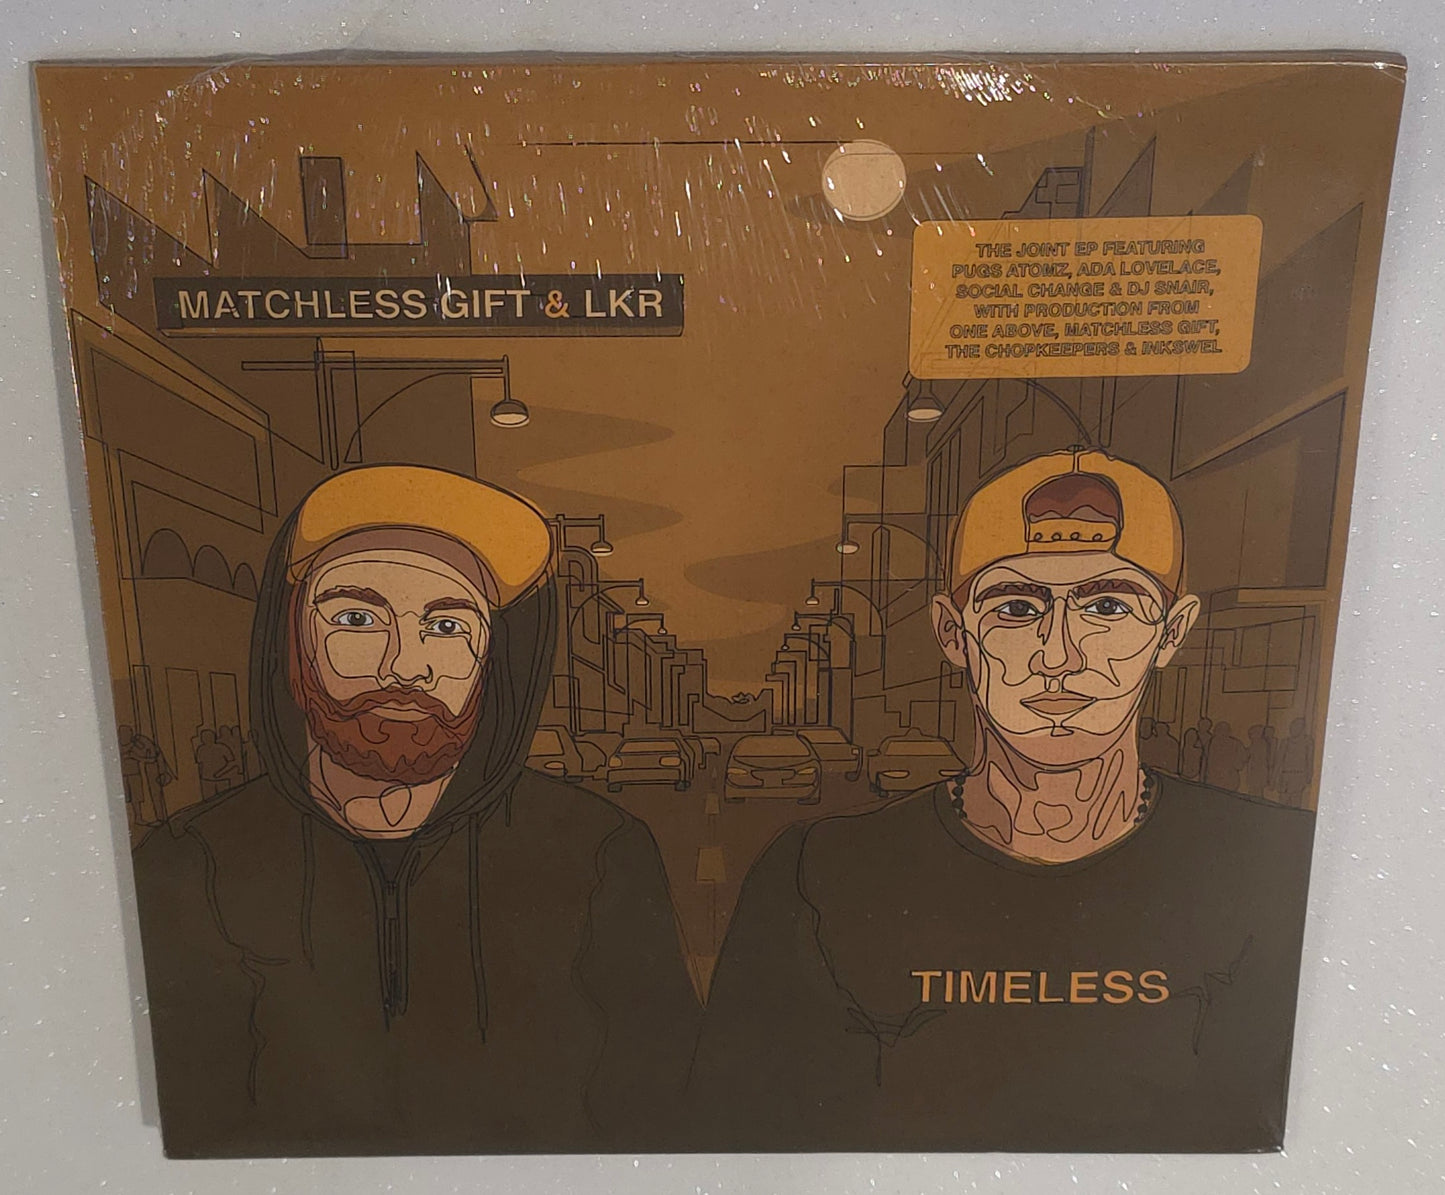 MATCHLESS GIFT & LKR
THE JOINT EP FEATURING
PUGS ATOMZ, ADA LOVELACE,
SOCIAL CHANGE & DJ SNAIR,
WITH PRODUCTION FROM
ONE ABOVE, MATCHLESS GIFT,
THE CHOPKEEPERS & INKSWEL
TIMELESS